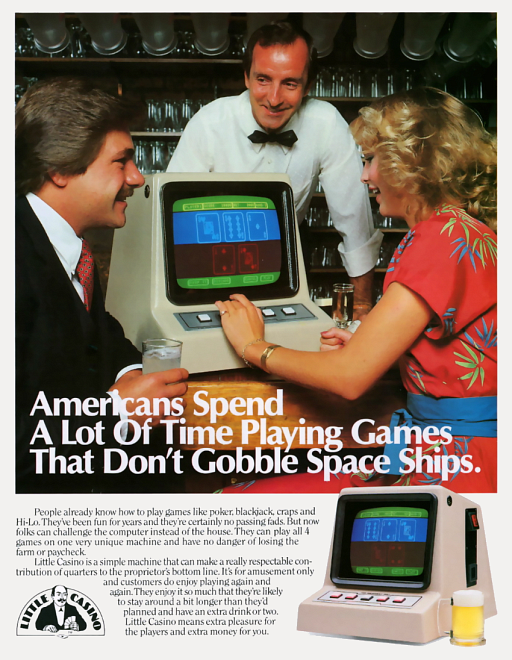 Americans Spend
A Lot Of Time Playing Games
That Don't Gobble Space Ships.
People already know how to play games like poker, blackjack, craps and
Hi-Lo. They've been fun for years and they're certainly no passing fads. But now
folks can challenge the computer instead of the house. They can play all 4
games on one very unique machine and have no danger of losing the
farm or paycheck.
Little Casino is a simple machine that can make a really respectable con-
tribution of quarters to the proprietor's bottom line. It's for amusement only
and customers do enjoy playing again and
again. They enjoy it so much that they're likely
to stay around a bit longer than they'd
planned and have an extra drink or two.
Little Casino means extra pleasure for
the players and extra money for you.
LITTLE CASINO